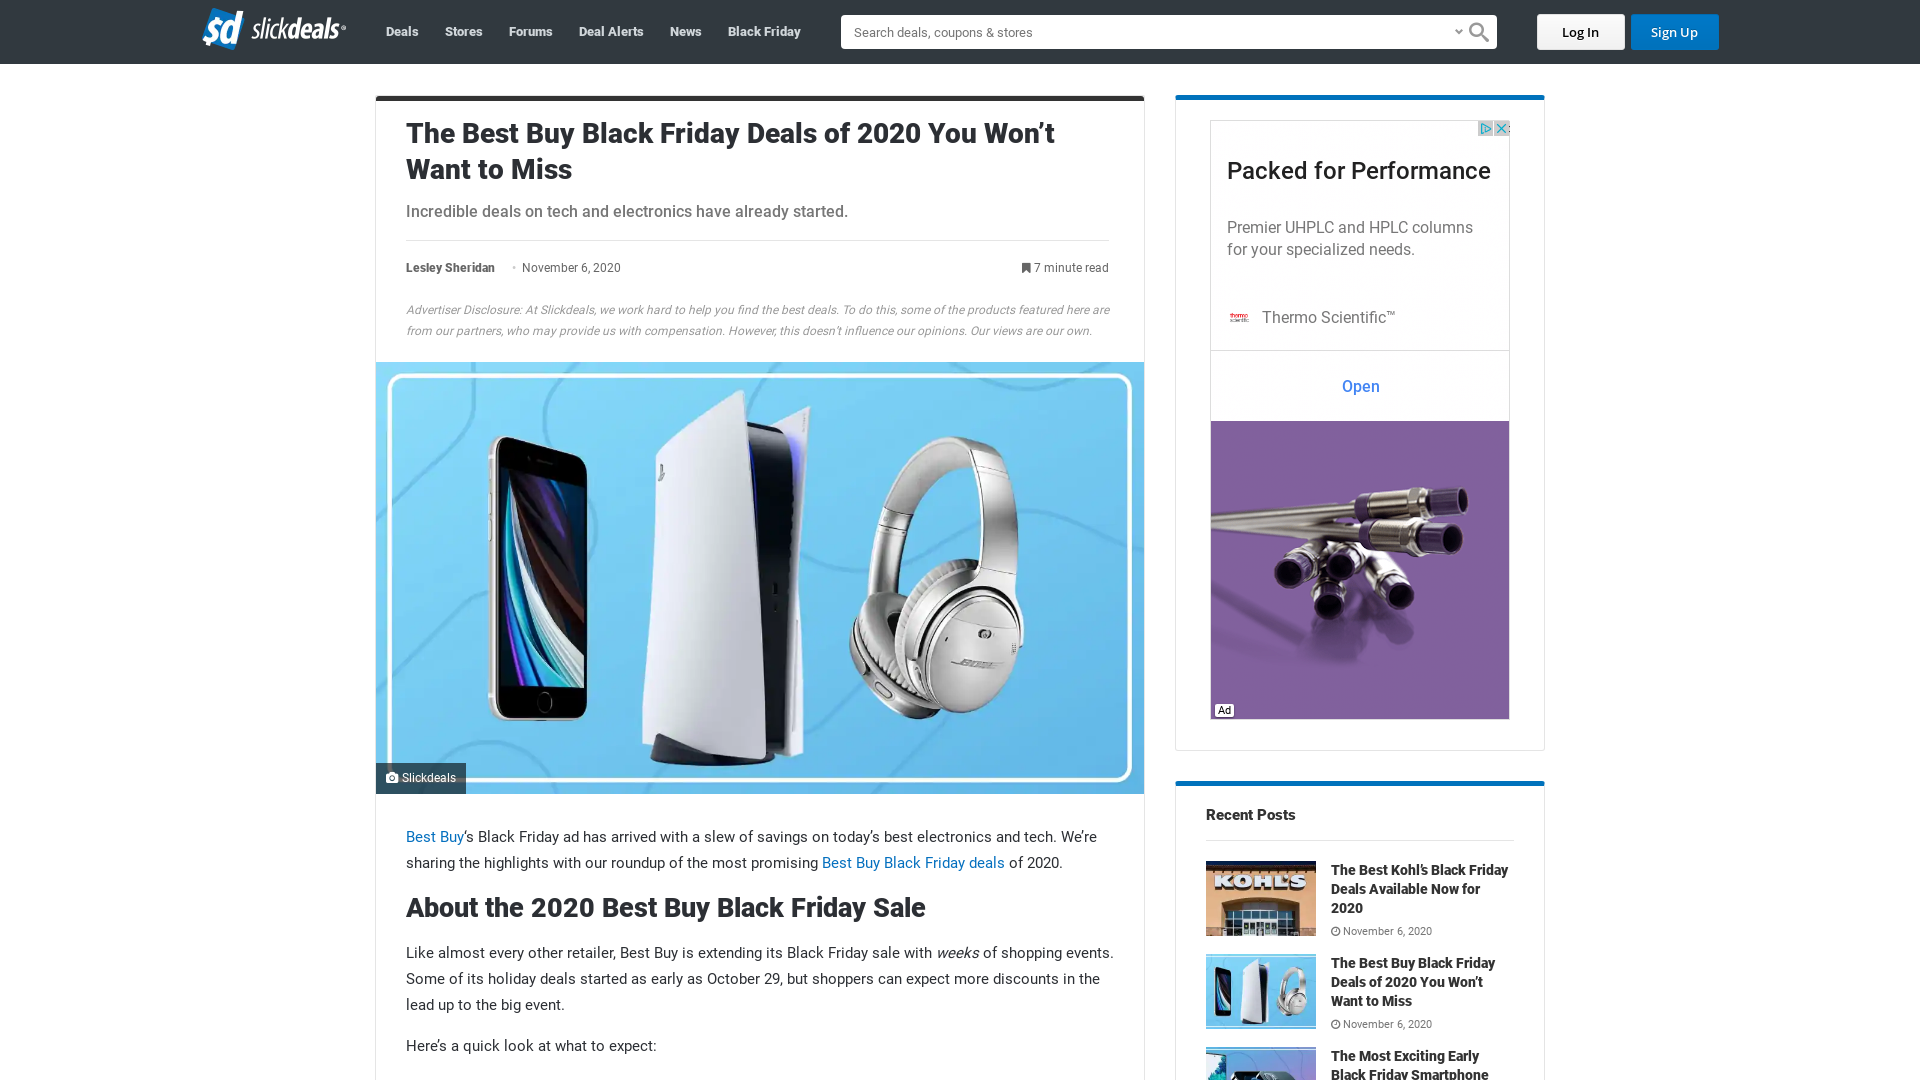 sd slickdeals
Deals
Stores
Forums
Deal Alerts
News
Black Friday
Search deals, coupons & stores
Log In
Sign Up
The Best Buy Black Friday Deals of 2020 You Won’t
Want to Miss
Incredible deals on tech and electronics have already started.
Lesley Sheridan • November 6, 2020
7 minute read
Advertiser Disclosure: At Slickdeals, we work hard to help you find the best deals. To do this, some of the products featured here are
from our partners, who may provide us with compensation. However, this doesn’t influence our opinions. Our views are our own.
BOSE
Slickdeals
Best Buy‘s Black Friday ad has arrived with a slew of savings on today’s best electronics and tech. We’re
sharing the highlights with our roundup of the most promising Best Buy Black Friday deals of 2020.
About the 2020 Best Buy Black Friday Sale
Like almost every other retailer, Best Buy is extending its Black Friday sale with weeks of shopping events.
Some of its holiday deals started as early as October 29, but shoppers can expect more discounts in the
lead up to the big event.
Here’s a quick look at what to expect:
Packed for Performance
Premier UHPLC and HPLC columns
for your specialized needs.
thermo
scientific
Thermo Scientific™
Open
Ad
Recent Posts
KOHL'S
The Best Kohl’s Black Friday
Deals Available Now for
2020
November 6, 2020
The Best Buy Black Friday
Deals of 2020 You Won’t
Want to Miss
November 6, 2020
The Most Exciting Early
Black Friday Smartphone